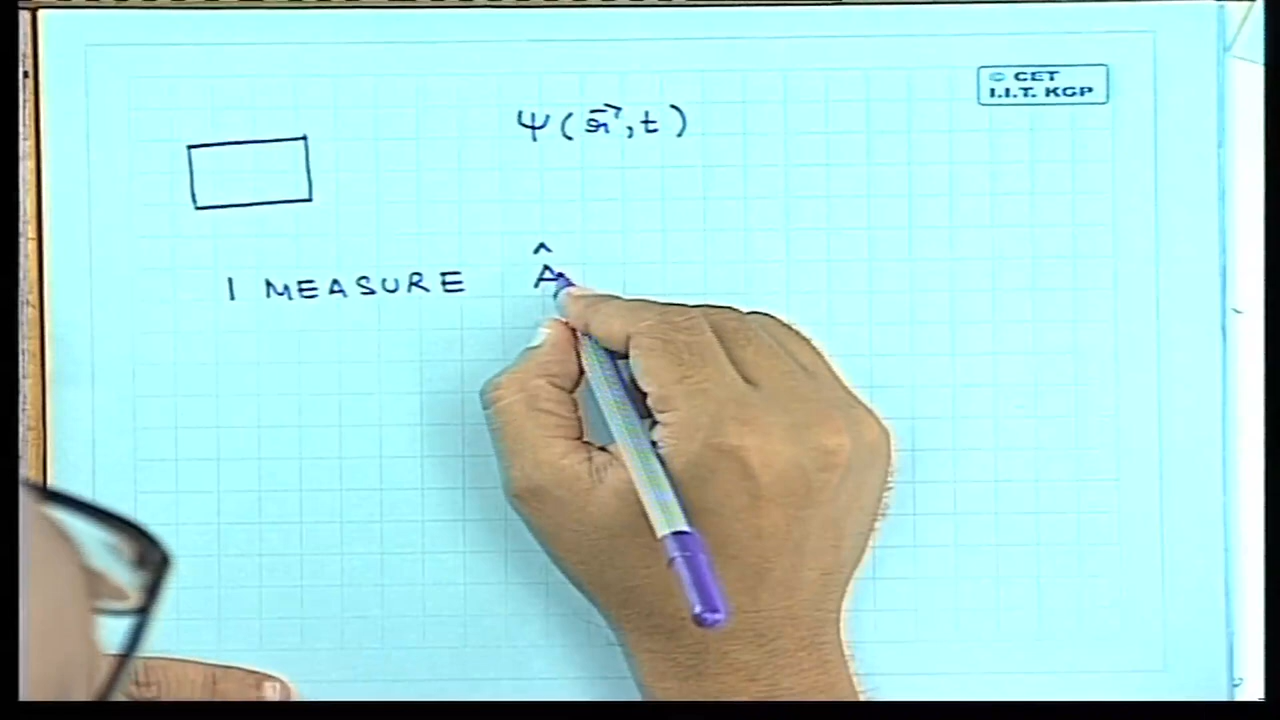 © CET
I.I.T. KGP
Ψ(r⃗,t)
I MEASURE Â